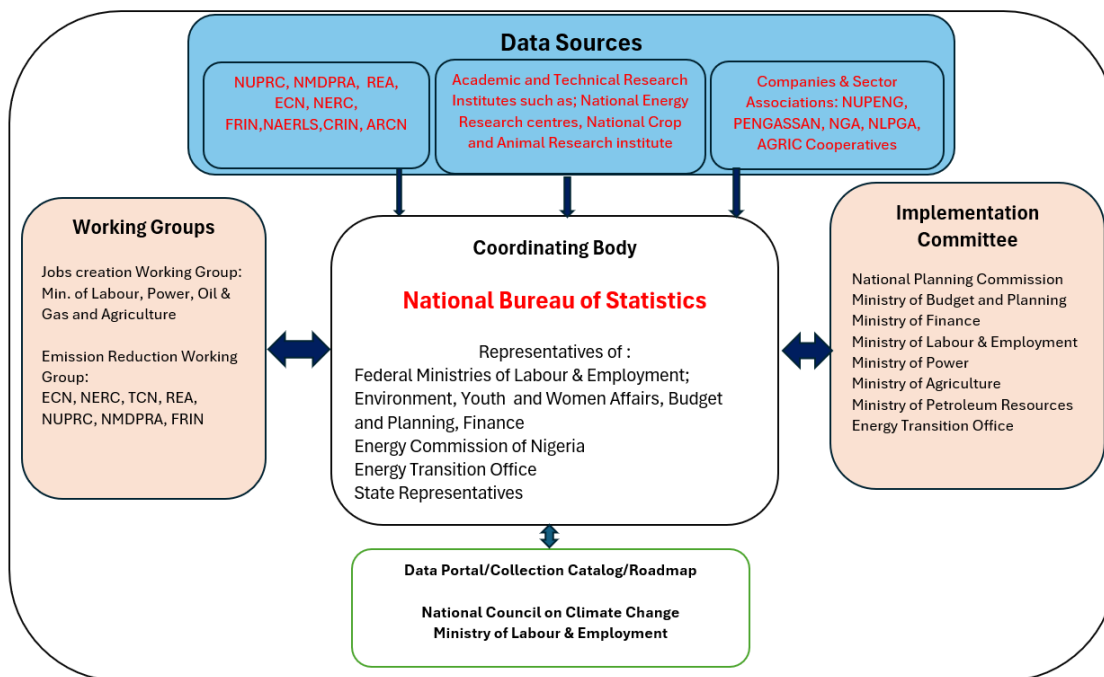 Data Sources
NUPRC, NMDPRA, REA,
ECN, NERC,
FRIN,NAERLS,CRIN, ARCN
Academic and Technical Research
Institutes such as; National Energy
Research centres, National Crop
and Animal Research institute
Companies & Sector
Associations: NUPENG,
PENGASSAN, NGA, NLPGA,
AGRIC Cooperatives
Working Groups
Jobs creation Working Group:
Min. of Labour, Power, Oil &
Gas and Agriculture
Emission Reduction Working
Group:
ECN, NERC, TCN, REA,
NUPRC, NMDPRA, FRIN
Coordinating Body
National Bureau of Statistics
Representatives of :
Federal Ministries of Labour & Employment;
Environment, Youth and Women Affairs, Budget
and Planning, Finance
Energy Commission of Nigeria
Energy Transition Office
State Representatives
Implementation
Committee
National Planning Commission
Ministry of Budget and Planning
Ministry of Finance
Ministry of Labour & Employment
Ministry of Power
Ministry of Agriculture
Ministry of Petroleum Resources
Energy Transition Office
Data Portal/Collection Catalog/Roadmap
National Council on Climate Change
Ministry of Labour & Employment